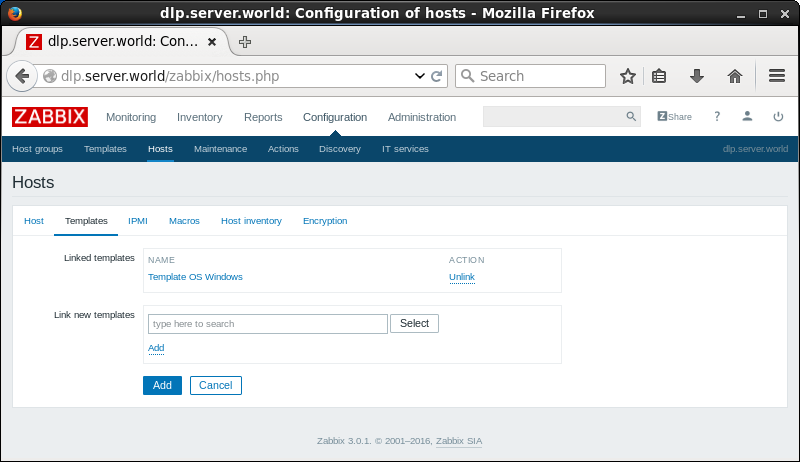 dlp.server.world: Configuration of hosts - Mozilla Firefox
dlp.server.world: Con...
dlp.server.world/zabbix/hosts.php
Search
ZABBIX Monitoring Inventory Reports Configuration Administration Z Share ?
Host groups Templates Hosts Maintenance Actions Discovery IT services dlp.server.world
Hosts
Host Templates IPMI Macros Host inventory Encryption
Linked templates NAME ACTION
Template OS Windows Unlink
Link new templates
type here to search Select
Add
Add Cancel
Zabbix 3.0.1. © 2001–2016, Zabbix SIA